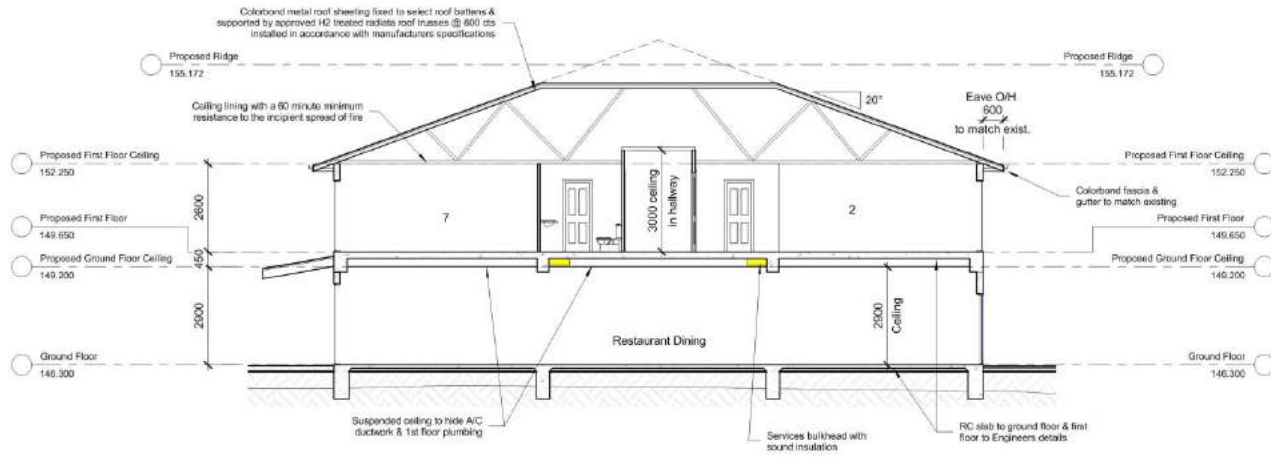 Colorbond metal roof sheeting fixed to select roof battens &
supported by approved H2 treated radiata roof trusses @ 600 cts
installed in accordance with manufacturers specifications
Proposed Ridge
155.172
Proposed Ridge
155.172
Ceiling lining with a 60 minute minimum
resistance to the incipient spread of fire
20°
Eave O/H
600
to match exist.
Proposed First Floor Ceiling
152.250
Proposed First Floor Ceiling
152.250
Colorbond fascia &
gutter to match existing
2600
7
3000 ceiling
in hallway
2
Proposed First Floor
149.650
Proposed First Floor
149.650
450
Proposed Ground Floor Ceiling
149.200
Proposed Ground Floor Ceiling
149.200
2900
2900
Ceiling
Restaurant Dining
Ground Floor
146.300
Ground Floor
146.300
Suspended ceiling to hide A/C
ductwork & 1st floor plumbing
Services bulkhead with
sound insulation
RC slab to ground floor & first
floor to Engineers details